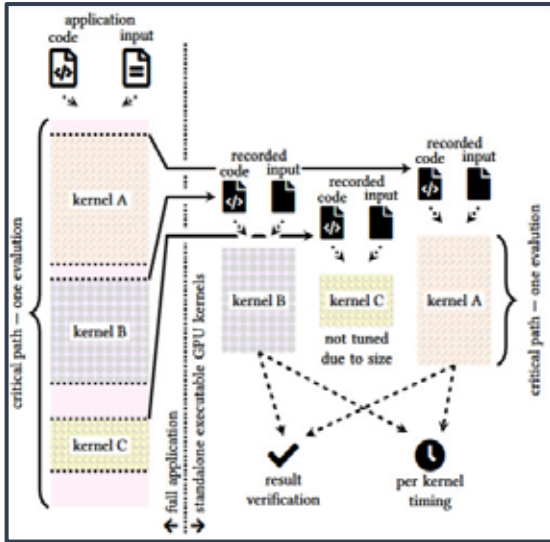 application
code input
kernel A
kernel B
kernel C
critical path — one evalution
full application
standalone executable GPU kernels
recorded
code input
kernel B
recorded
code input
kernel C
not tuned
due to size
recorded
code input
kernel A
critical path — one evalution
result
verification
per kernel
timing